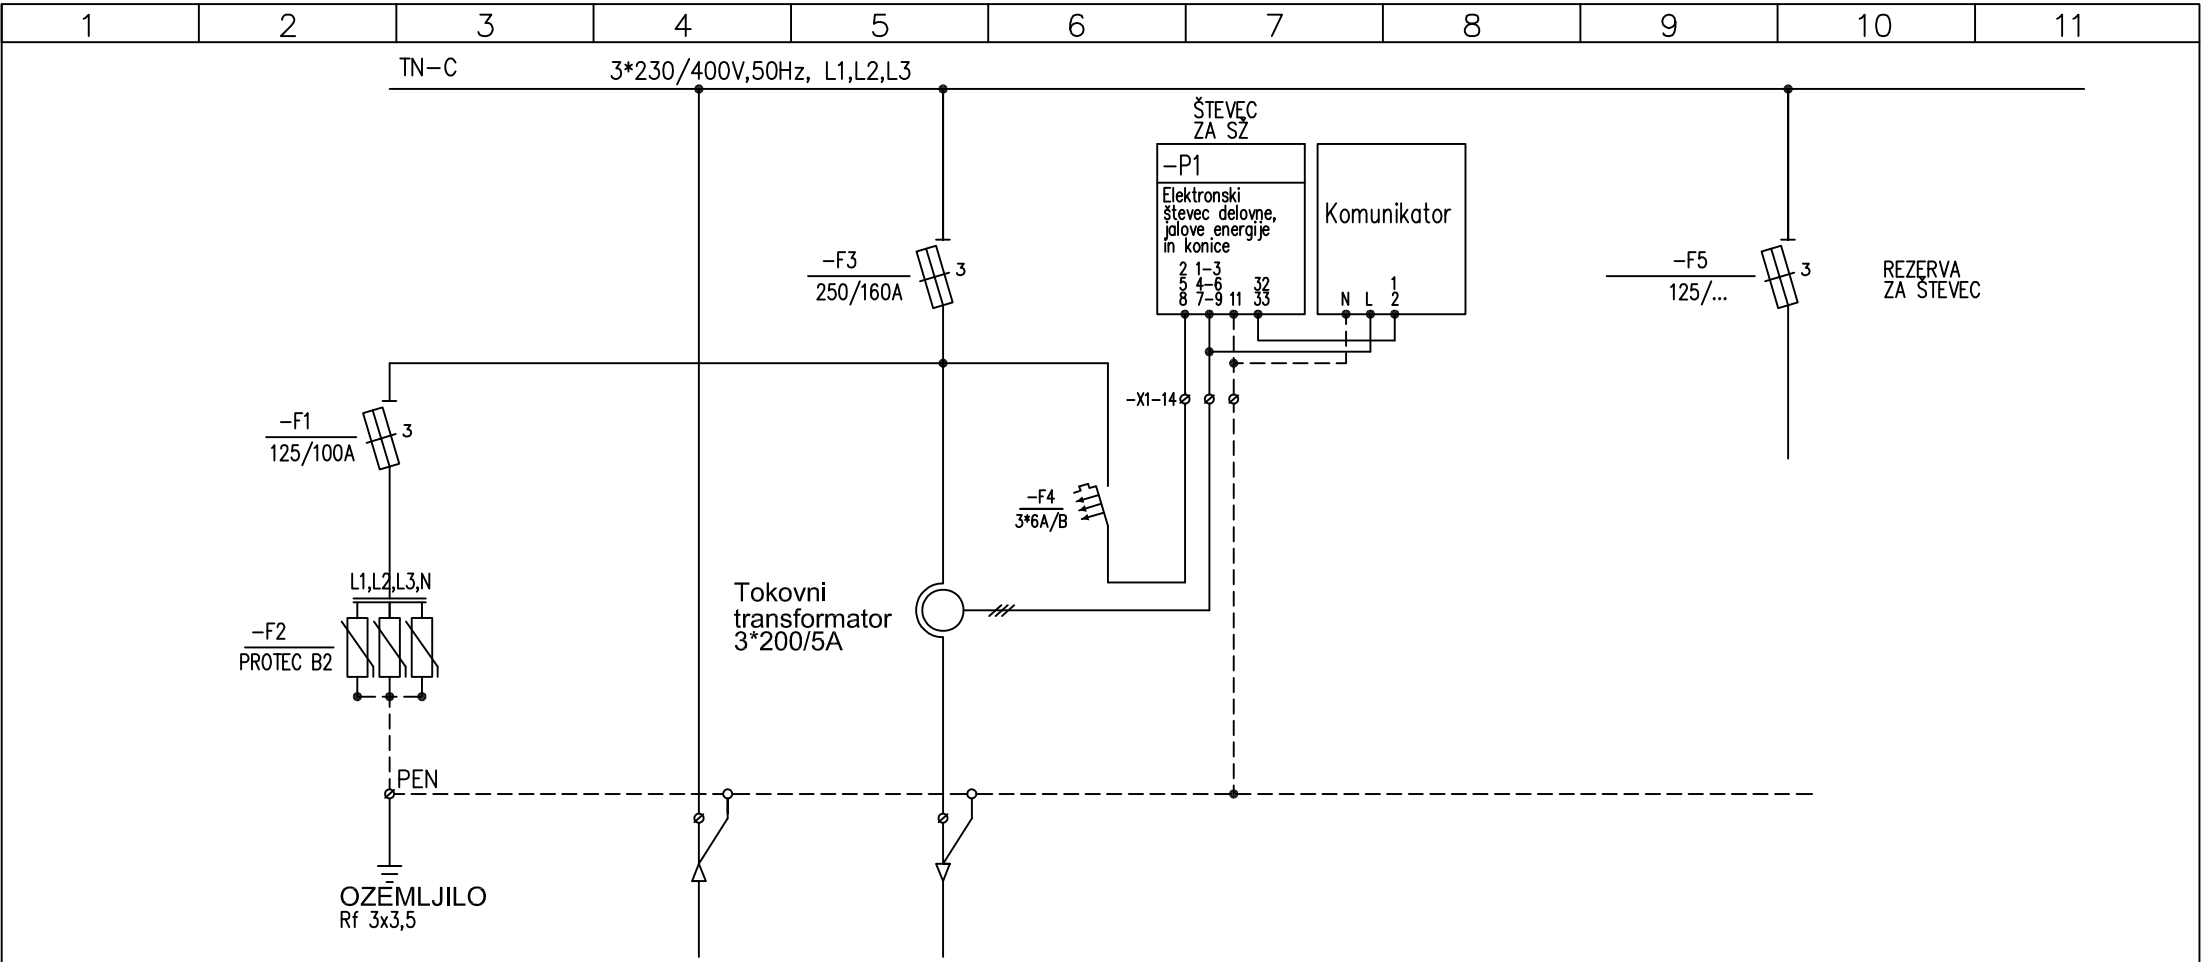 1 2 3 4 5 6 7 8 9 10 11
TN-C 3*230/400V,50Hz, L1,L2,L3
ŠTEVEC
ZA SŽ
-P1
Elektronski
števec delovne,
jalove energije
in konice
2 1-3
5 4-6 32
8 7-9 11 33
Komunikator
1
N L 2
-F3
250/160A
3
-F5
125/...
3
REZERVA
ZA ŠTEVEC
-X1-14
-F1
125/100A
3
-F4
3*6A/B
L1,L2,L3,N
-F2
PROTEC B2
Tokovni
transformator
3*200/5A
PEN
OZEMLJILO
Rf 3x3,5